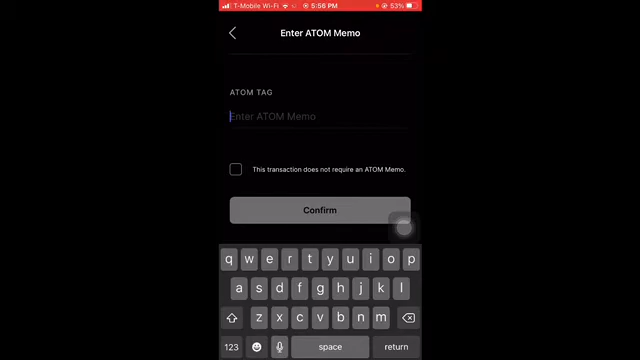 T-Mobile Wi-Fi 5:56 PM 53%
Enter ATOM Memo
ATOM TAG
Enter ATOM Memo
This transaction does not require an ATOM Memo.
Confirm
q w e r t y u i o p
a s d f g h j k l
z x c v b n m
123 space return